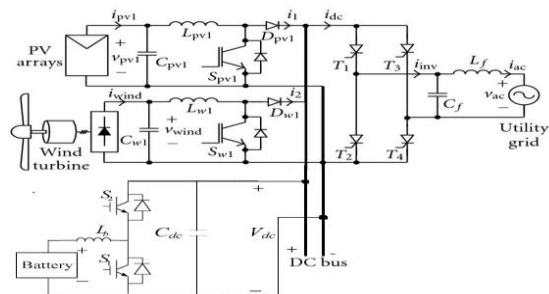 i_pv1
i_1
i_dc
L_pv1
D_pv1
PV
arrays
+
v_pv1
−
C_pv1
S_pv1
T_1
T_3
i_inv
L_f
i_ac
C_f
v_ac
+
−
Utility
grid
i_wind
L_w1
i_2
D_w1
C_w1
+
v_wind
−
S_w1
T_2
T_4
Wind
turbine
S_2
+
L_b
C_dc
V_dc
Battery
+
−
S_1
−
+
-
DC bus